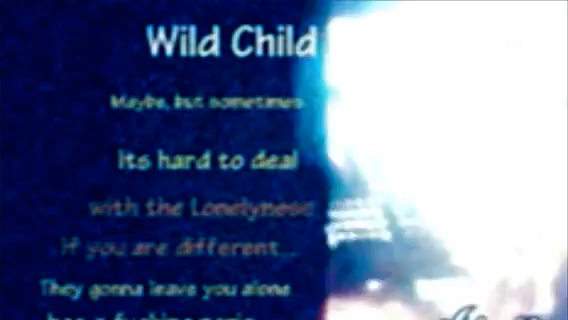 Wild Child
Maybe, but sometimes
Its hard to deal
with the Lonelyness
If you are different...
They gonna leave you alone